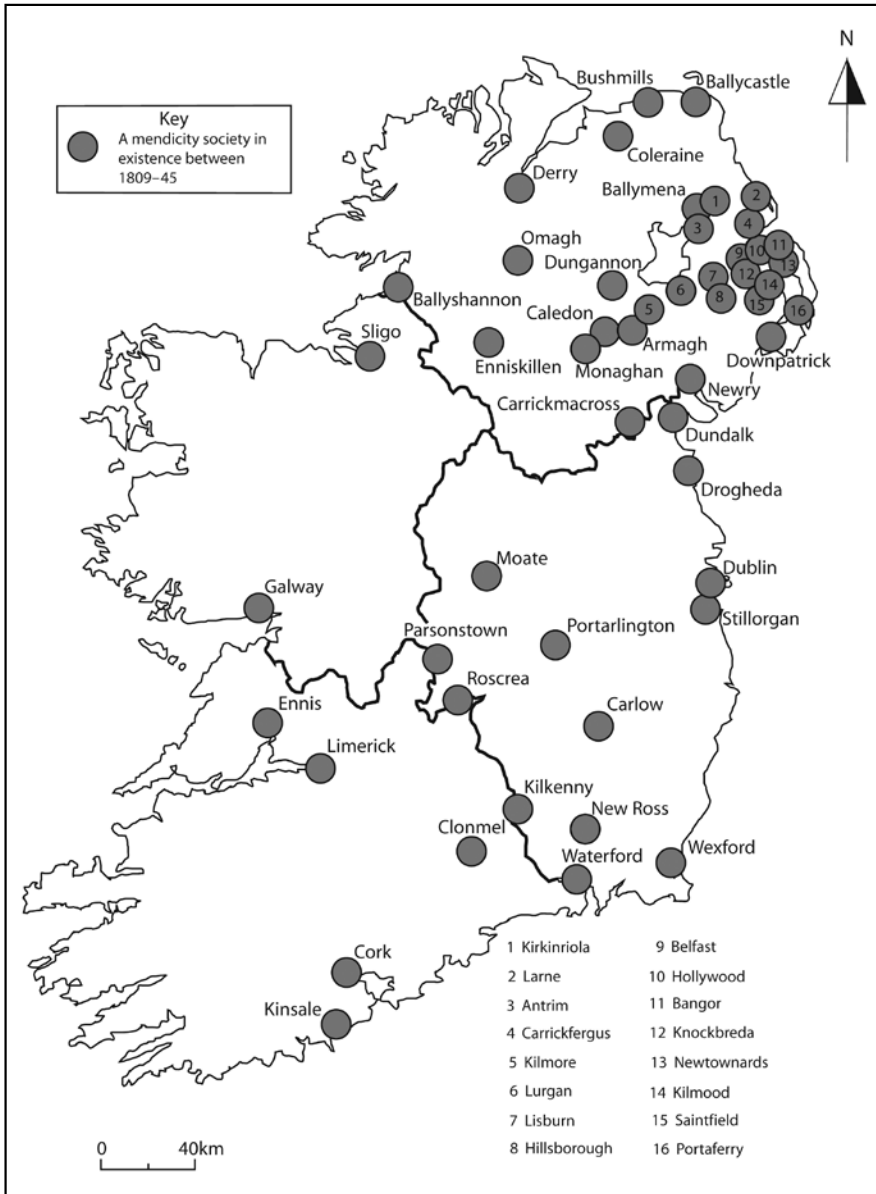 N
Key
A mendicity society in
existence between
1809–45
Bushmills
Ballycastle
Coleraine
Derry
Ballymena
1
2
3
4
Omagh
Dungannon
9
10
11
12
13
7
14
6
8
15
16
5
Ballyshannon
Caledon
Sligo
Armagh
Enniskillen
Monaghan
Downpatrick
Newry
Carrickmacross
Dundalk
Drogheda
Moate
Dublin
Galway
Stillorgan
Parsonstown
Portarlington
Roscrea
Ennis
Carlow
Limerick
Kilkenny
New Ross
Clonmel
Wexford
Waterford
Cork
Kinsale
1 Kirkinriola
2 Larne
3 Antrim
4 Carrickfergus
5 Kilmore
6 Lurgan
7 Lisburn
8 Hillsborough
9 Belfast
10 Hollywood
11 Bangor
12 Knockbreda
13 Newtownards
14 Kilmood
15 Saintfield
16 Portaferry
0 40km